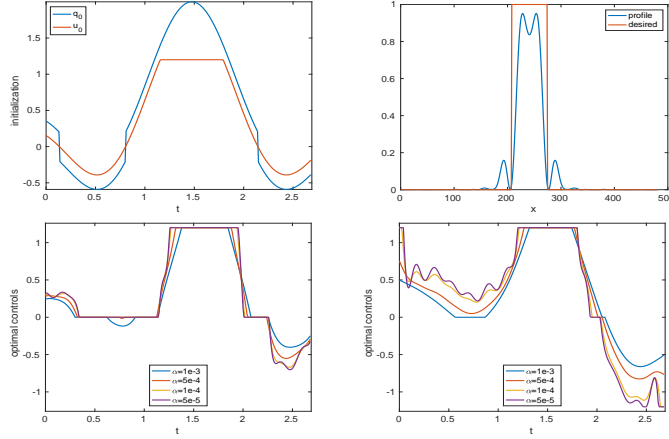 q0
u0
initialization
1.5
1
0.5
0
-0.5
0 0.5 1 1.5 2 2.5
t
profile
desired
1
0.8
0.6
0.4
0.2
0
0 100 200 300 400 500
x
optimal controls
1
0.5
0
-0.5
-1
α=1e-3
α=5e-4
α=1e-4
α=5e-5
0 0.5 1 1.5 2 2.5
t
optimal controls
1
0.5
0
-0.5
-1
α=1e-3
α=5e-4
α=1e-4
α=5e-5
0 0.5 1 1.5 2 2.5
t